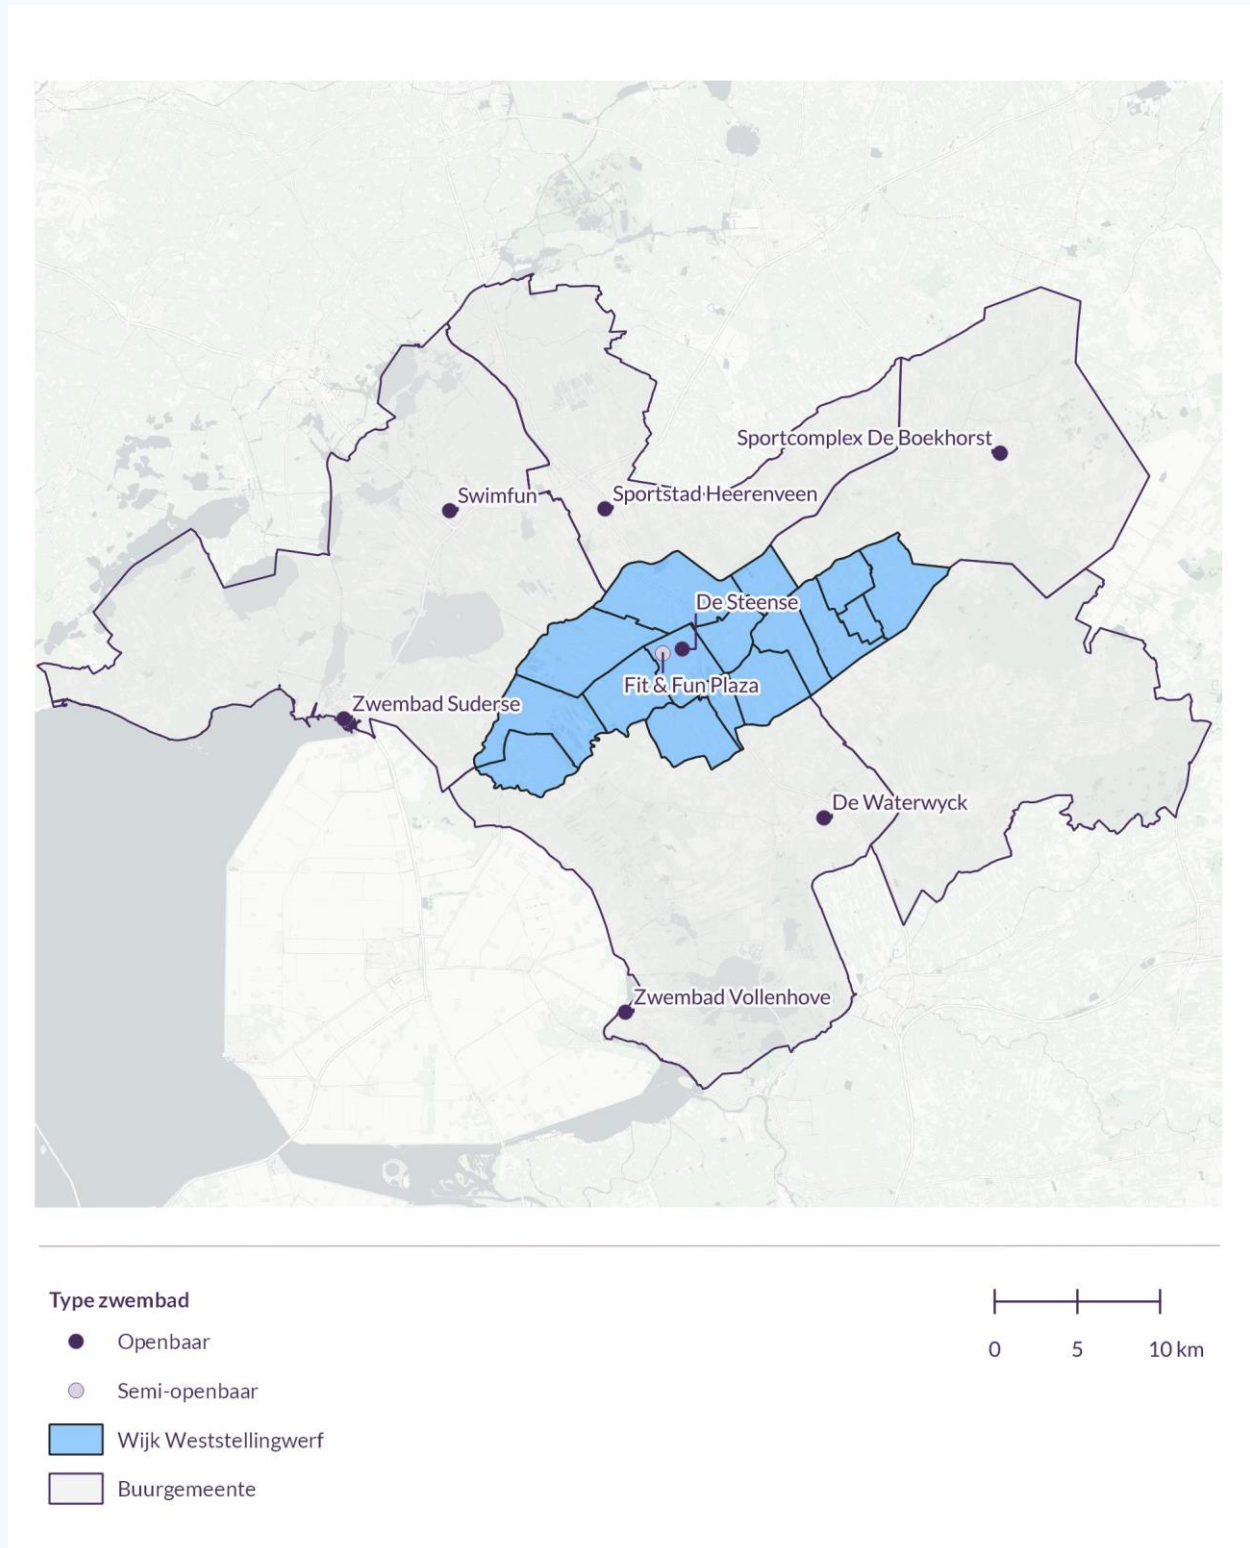 Sportcomplex De Boekhorst
Swimfun
Sportstad Heerenveen
De Steense
Fit & Fun Plaza
Zwembad Suderse
De Waterwyck
Zwembad Vollenhove
Type zwembad
Openbaar
Semi-openbaar
Wijk Weststellingwerf
Buurgemeente
0 5 10 km